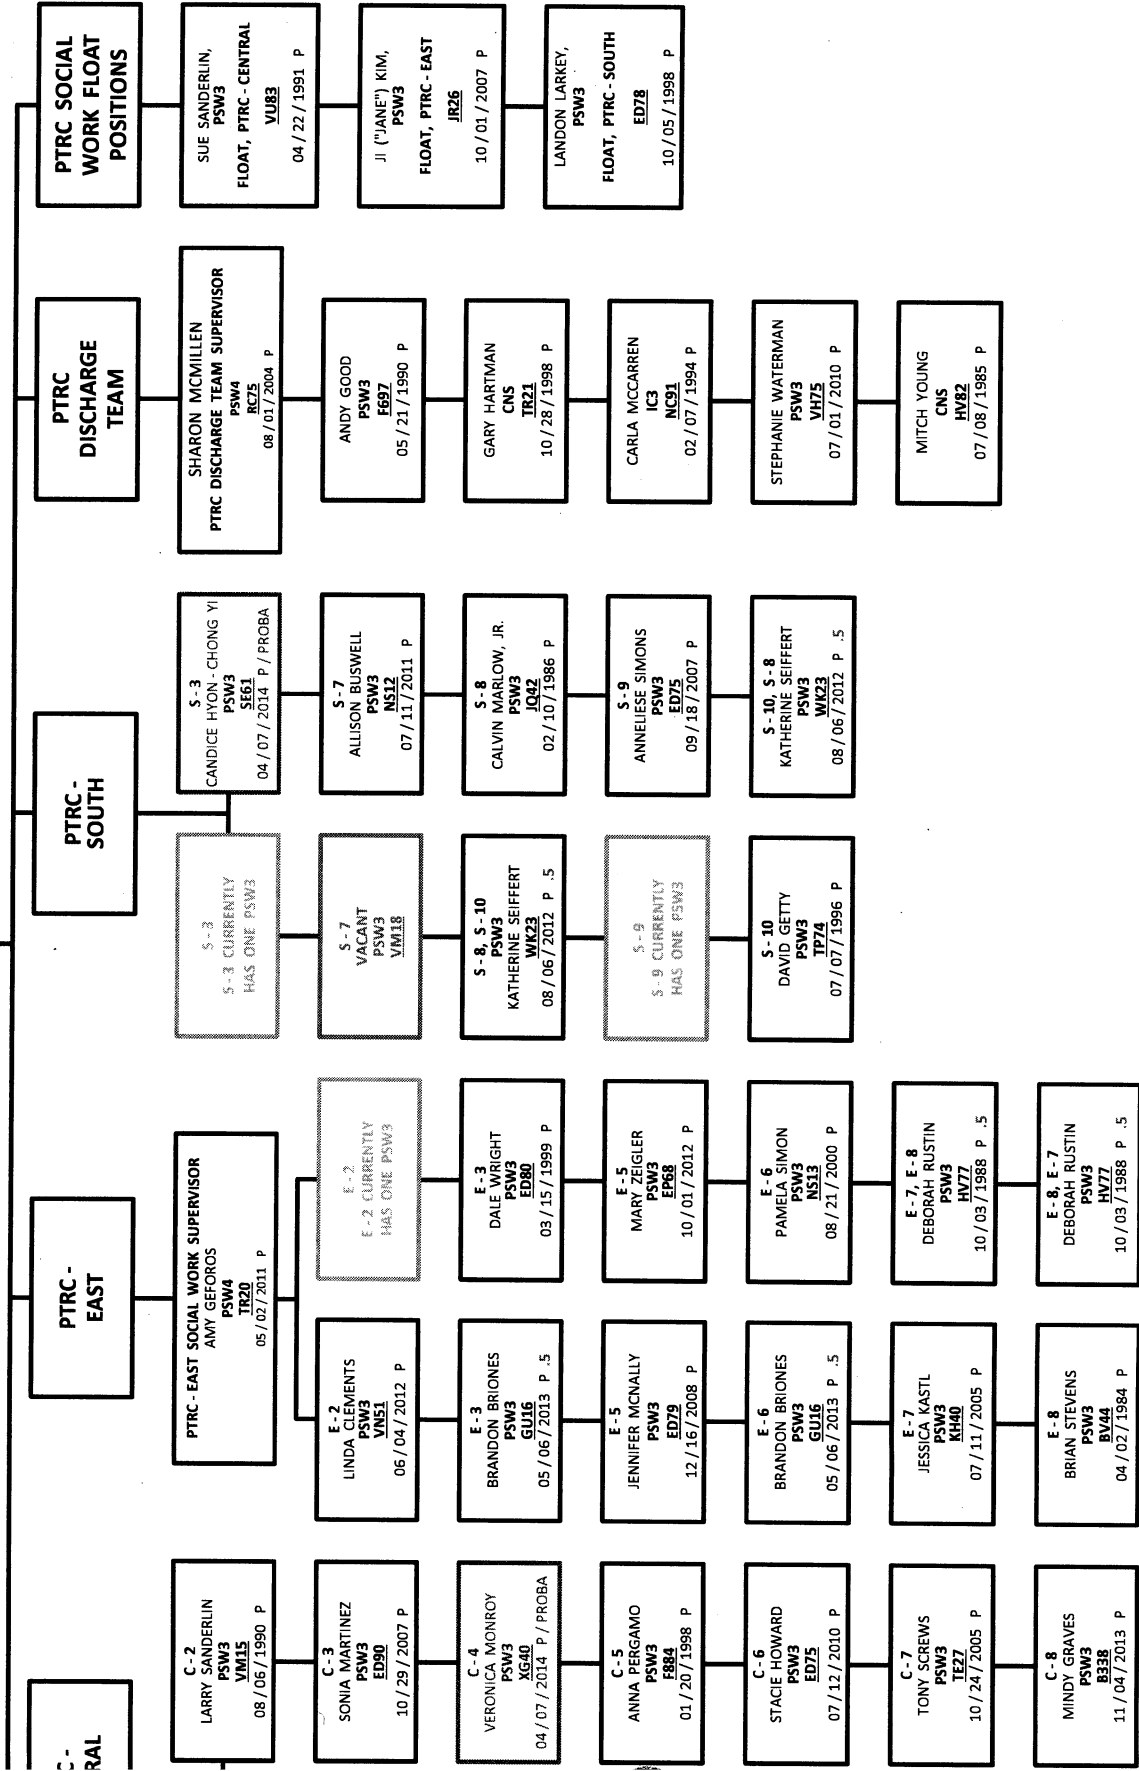 C -
RAL
C - 2
LARRY SANDERLIN
PSW3
VM15
08 / 06 / 1990 P
C - 3
SONIA MARTINEZ
PSW3
ED90
10 / 29 / 2007 P
C - 4
VERONICA MONROY
PSW3
XG40
04 / 07 / 2014 P / PROBA
C - 5
ANNA PERGAMO
PSW3
F884
01 / 20 / 1998 P
C - 6
STACIE HOWARD
PSW3
ED75
07 / 12 / 2010 P
C - 7
TONY SCREWS
PSW3
TE27
10 / 24 / 2005 P
C - 8
MINDY GRAVES
PSW3
B338
11 / 04 / 2013 P
PTRC -
EAST
PTRC - EAST SOCIAL WORK SUPERVISOR
AMY GEFOROS
PSW4
TR20
05 / 02 / 2011 P
E - 2
LINDA CLEMENTS
PSW3
VN51
06 / 04 / 2012 P
E - 3
BRANDON BRIONES
PSW3
GU16
05 / 06 / 2013 P .5
E - 5
JENNIFER MCNALLY
PSW3
ED79
12 / 16 / 2008 P
E - 6
BRANDON BRIONES
PSW3
GU16
05 / 06 / 2013 P .5
E - 7
JESSICA KASTL
PSW3
KH40
07 / 11 / 2005 P
E - 8
BRIAN STEVENS
PSW3
BV44
04 / 02 / 1984 P
E - 2
E - 2 CURRENTLY
HAS ONE PSW3
E - 3
DALE WRIGHT
PSW3
ED80
03 / 15 / 1999 P
E - 5
MARY ZEIGLER
PSW3
EP68
10 / 01 / 2012 P
E - 6
PAMELA SIMON
PSW3
NS13
08 / 21 / 2000 P
E - 7, E - 8
DEBORAH RUSTIN
PSW3
HV77
10 / 03 / 1988 P .5
E - 8, E - 7
DEBORAH RUSTIN
PSW3
HV77
10 / 03 / 1988 P .5
PTRC -
SOUTH
S - 3
S - 3 CURRENTLY
HAS ONE PSW3
S - 7
VACANT
PSW3
VM18
S - 8, S - 10
PSW3
KATHERINE SEIFFERT
WK23
08 / 06 / 2012 P .5
S - 9
S - 9 CURRENTLY
HAS ONE PSW3
S - 10
DAVID GETTY
PSW3
TP74
07 / 07 / 1996 P
S - 3
CANDICE HYON - CHONG YI
PSW3
SE61
04 / 07 / 2014 P / PROBA
S - 7
ALLISON BUSWELL
PSW3
NS12
07 / 11 / 2011 P
S - 8
CALVIN MARLOW, JR.
PSW3
JQ42
02 / 10 / 1986 P
S - 9
ANNELIESE SIMONS
PSW3
ED75
09 / 18 / 2007 P
S - 10, S - 8
KATHERINE SEIFFERT
PSW3
WK23
08 / 06 / 2012 P .5
PTRC
DISCHARGE
TEAM
SHARON MCMILLEN
PTRC DISCHARGE TEAM SUPERVISOR
PSW4
RC75
08 / 01 / 2004 P
ANDY GOOD
PSW3
F697
05 / 21 / 1990 P
GARY HARTMAN
CNS
TR21
10 / 28 / 1998 P
CARLA MCCARREN
IC3
NC91
02 / 07 / 1994 P
STEPHANIE WATERMAN
PSW3
VH75
07 / 01 / 2010 P
MITCH YOUNG
CNS
HV82
07 / 08 / 1985 P
PTRC SOCIAL
WORK FLOAT
POSITIONS
SUE SANDERLIN,
PSW3
FLOAT, PTRC - CENTRAL
VU83
04 / 22 / 1991 P
JI ("JANE") KIM,
PSW3
FLOAT, PTRC - EAST
JR26
10 / 01 / 2007 P
LANDON LARKEY,
PSW3
FLOAT, PTRC - SOUTH
ED78
10 / 05 / 1998 P